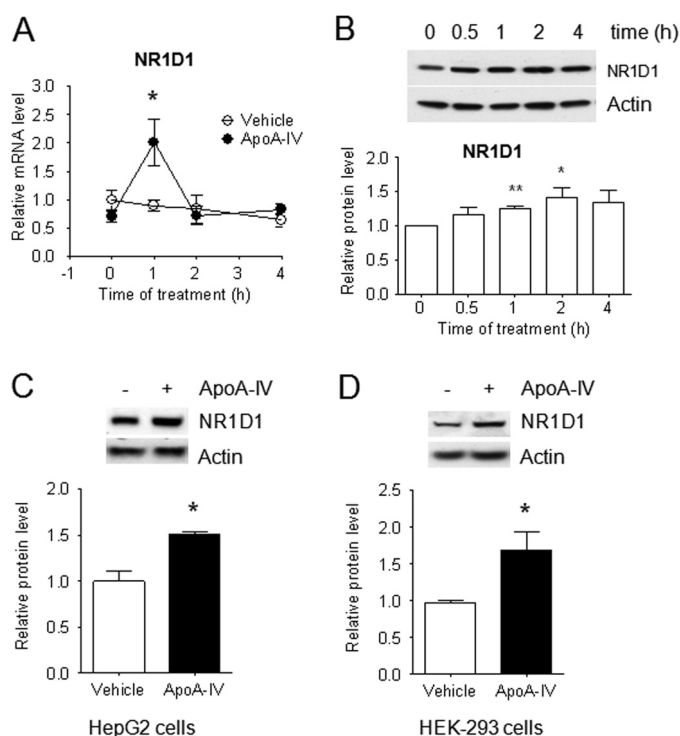 A
NR1D1
Relative mRNA level
3.0
2.5
2.0
1.5
1.0
0.5
0.0
*
Vehicle
ApoA-IV
-1 0 1 2 3 4
Time of treatment (h)
B
0 0.5 1 2 4 time (h)
NR1D1
Actin
NR1D1
Relative protein level
2.0
1.5
1.0
0.5
0.0
** *
0 0.5 1 2 4
Time of treatment (h)
C
- + ApoA-IV
NR1D1
Actin
Relative protein level
2.0
1.5
1.0
0.5
0.0
*
Vehicle ApoA-IV
HepG2 cells
D
- + ApoA-IV
NR1D1
Actin
Relative protein level
2.5
2.0
1.5
1.0
0.5
0.0
*
Vehicle ApoA-IV
HEK-293 cells